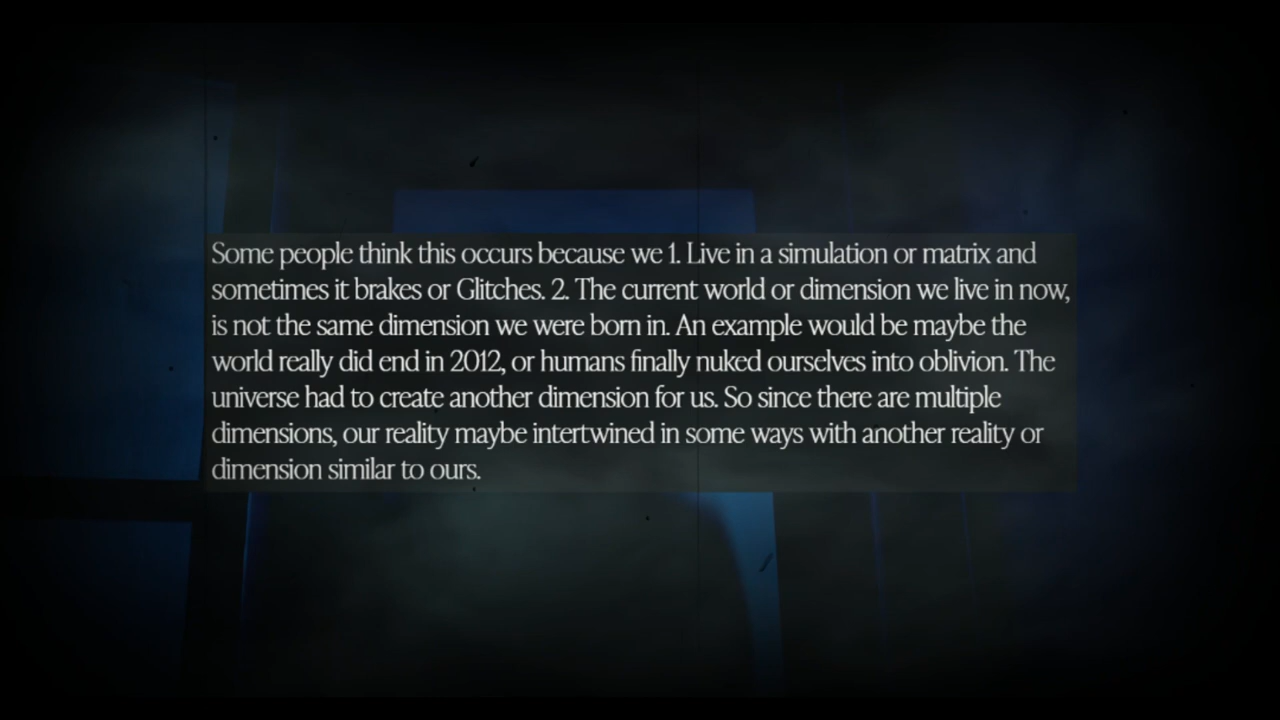 Some people think this occurs because we 1. Live in a simulation or matrix and
sometimes it brakes or Glitches. 2. The current world or dimension we live in now,
is not the same dimension we were born in. An example would be maybe the
world really did end in 2012, or humans finally nuked ourselves into oblivion. The
universe had to create another dimension for us. So since there are multiple
dimensions, our reality maybe intertwined in some ways with another reality or
dimension similar to ours.